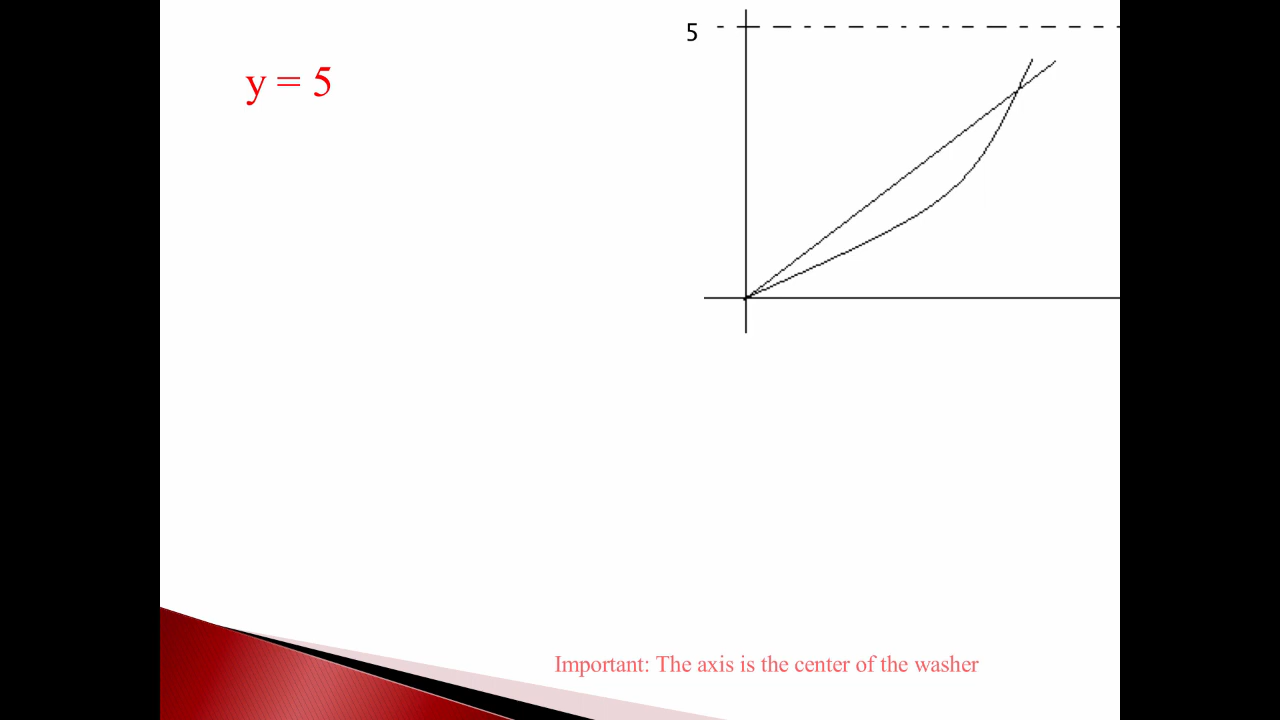 y = 5
5
Important: The axis is the center of the washer